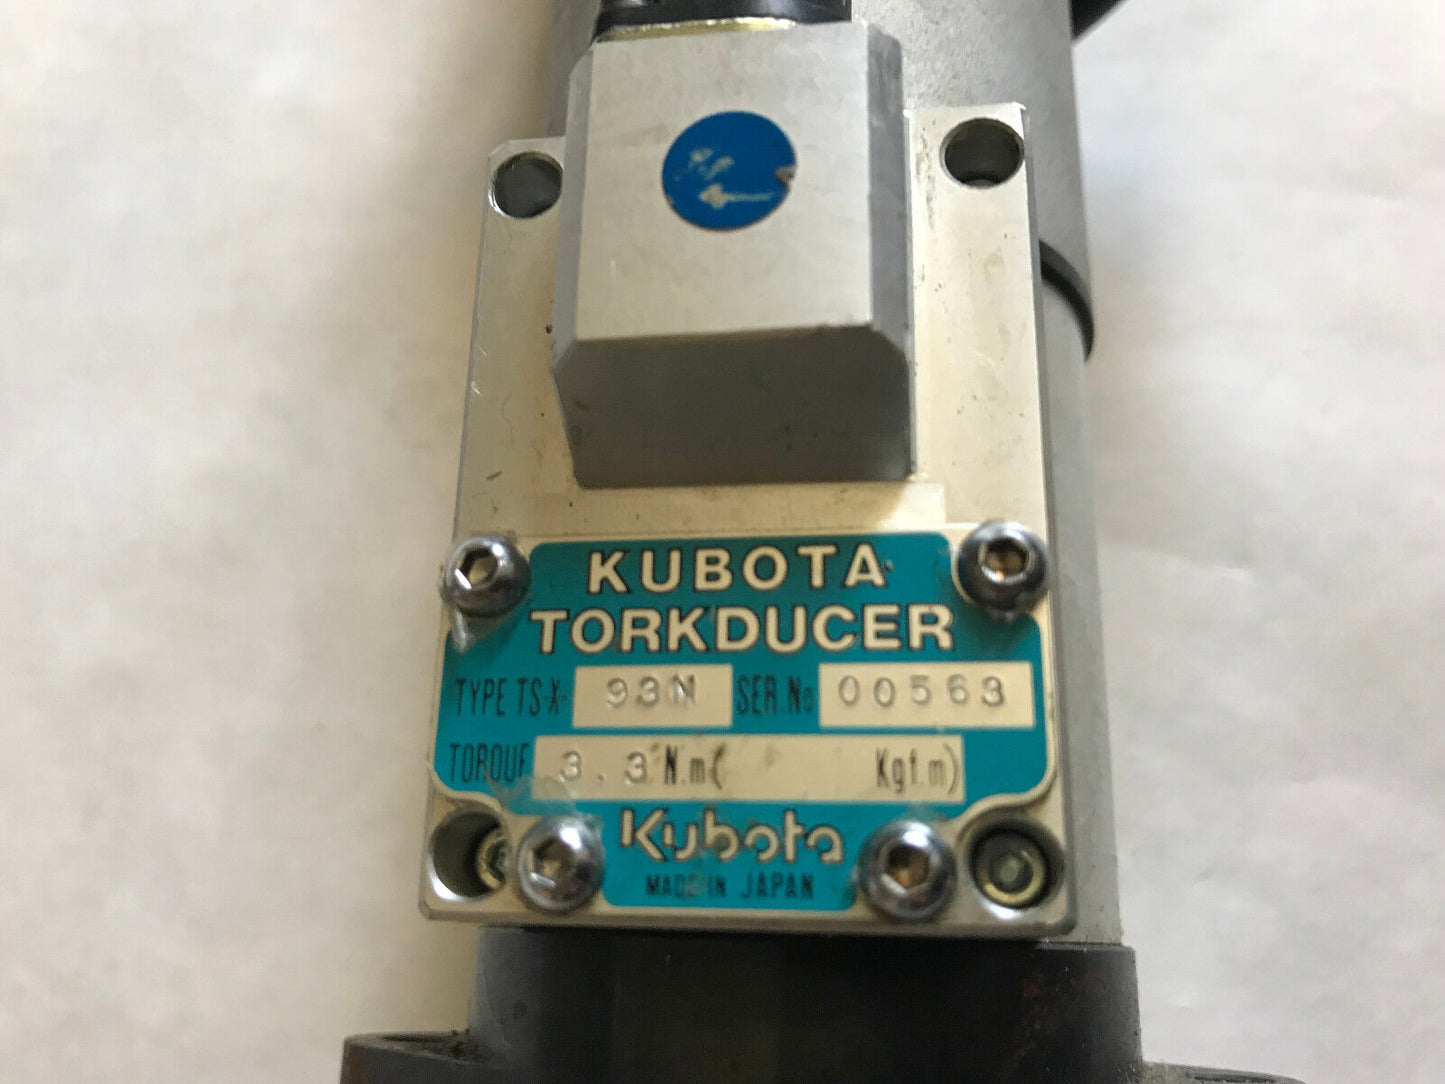 KUBOTA
TORKDUCER
TYPE TS-X- 93N SER No 00563
TORQUE 3.3 N.m( Kgf.m)
Kubota
MADE IN JAPAN